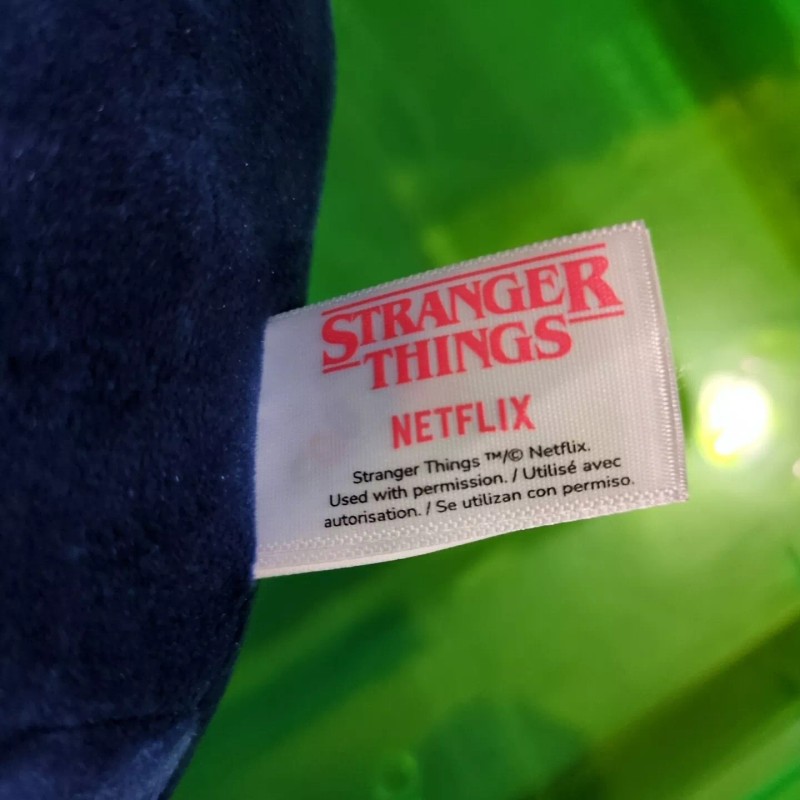 STRANGER
THINGS
NETFLIX
Stranger Things ™/© Netflix.
Used with permission. / Utilisé avec
autorisation. / Se utilizan con permiso.